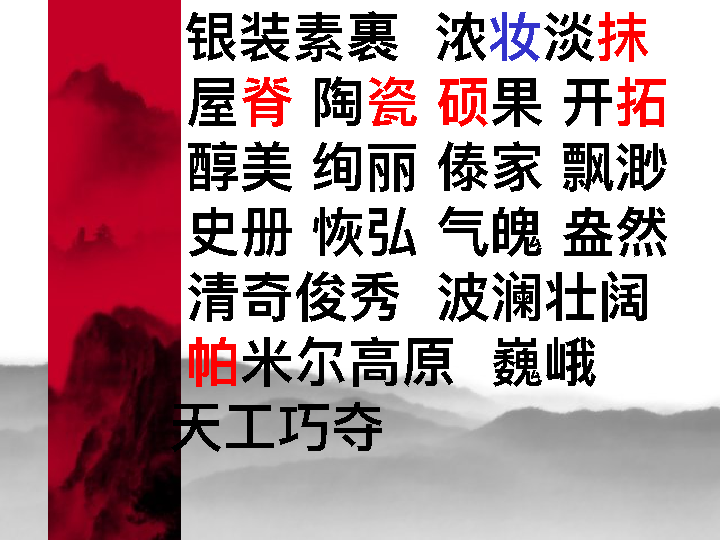 银装素裹 浓妆淡抹
屋脊 陶瓷 硕果 开拓
醇美 绚丽 傣家 飘渺
史册 恢弘 气魄 盎然
清奇俊秀 波澜壮阔
帕米尔高原 巍峨
天工巧夺